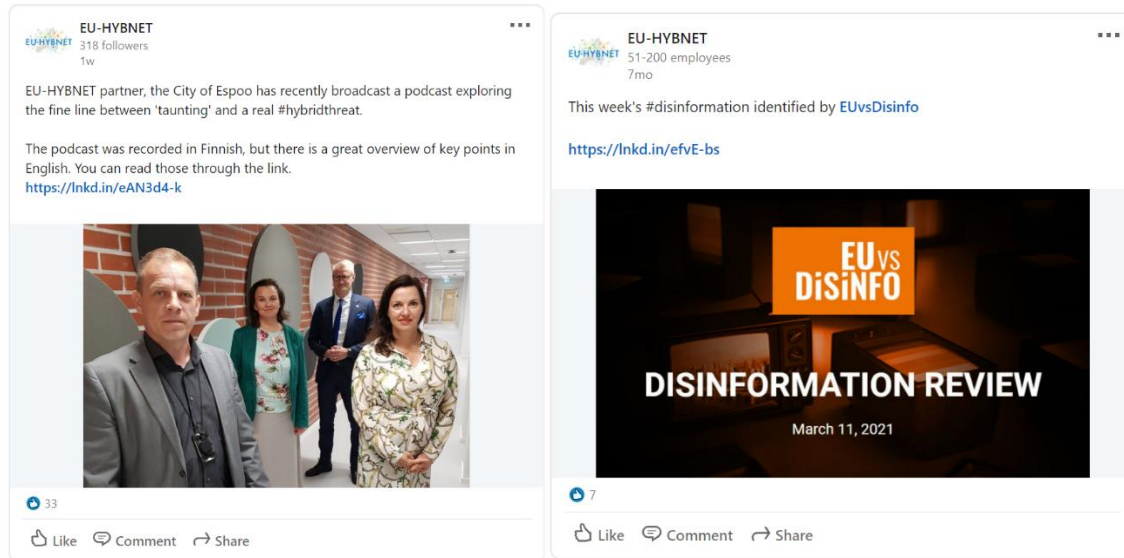 EU-HYBNET
EU-HYBNET
318 followers
1w
EU-HYBNET partner, the City of Espoo has recently broadcast a podcast exploring
the fine line between 'taunting' and a real #hybridthreat.
The podcast was recorded in Finnish, but there is a great overview of key points in
English. You can read those through the link.
https://lnkd.in/eAN3d4-k
33
Like Comment Share
EU-HYBNET
EU-HYBNET
51-200 employees
7mo
This week's #disinformation identified by EUvsDisinfo
https://lnkd.in/efvE-bs
EU VS
DiSiNFO
DISINFORMATION REVIEW
March 11, 2021
7
Like Comment Share